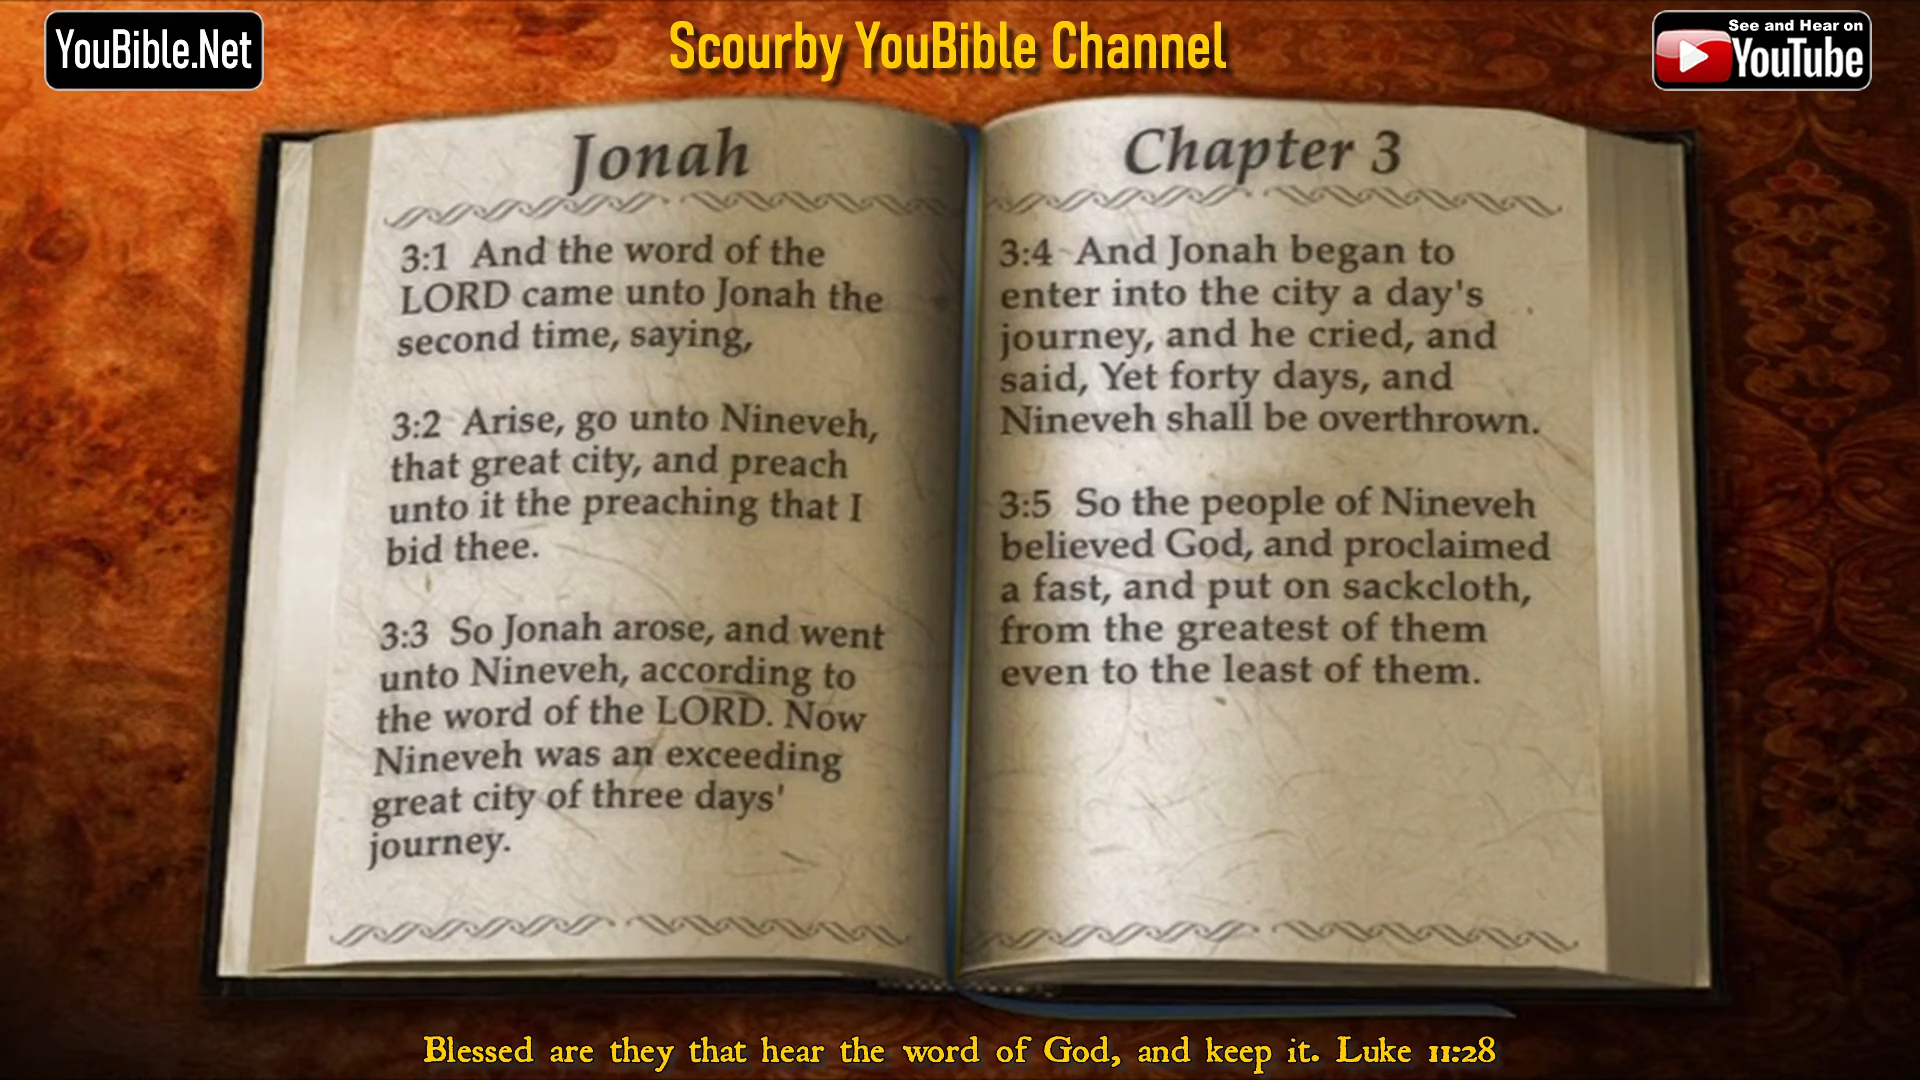 YouBible.Net
Scourby YouBible Channel
See and Hear on
YouTube
Jonah
3:1 And the word of the
LORD came unto Jonah the
second time, saying,
3:2 Arise, go unto Nineveh,
that great city, and preach
unto it the preaching that I
bid thee.
3:3 So Jonah arose, and went
unto Nineveh, according to
the word of the LORD. Now
Nineveh was an exceeding
great city of three days'
journey.
Chapter 3
3:4 And Jonah began to
enter into the city a day's
journey, and he cried, and
said, Yet forty days, and
Nineveh shall be overthrown.
3:5 So the people of Nineveh
believed God, and proclaimed
a fast, and put on sackcloth,
from the greatest of them
even to the least of them.
Blessed are they that hear the word of God, and keep it. Luke 11:28